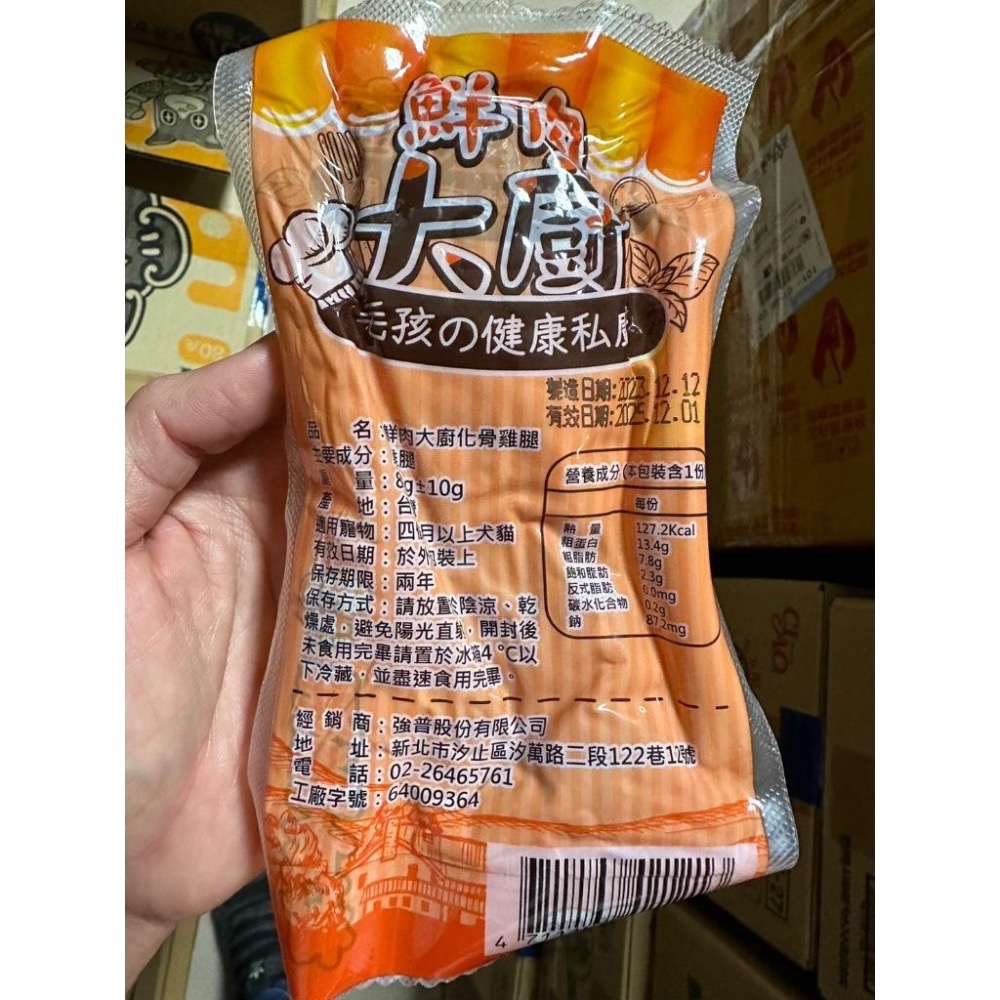 鮮肉
大廚
毛孩の健康私
製造日期:2023.12.12
有效日期:2025.12.01
品 名:鮮肉大廚化骨雞腿
主要成分:雞腿
重 量:8 g±10g
產 地:台
適用寵物:四個月以上犬貓
有效日期:於外包裝上
保存期限:兩年
保存方式:請放置於陰涼、乾
燥處,避免陽光直射,開封後
未食用完畢請置於冰箱4℃以
下冷藏,並盡速食用完畢。
營養成分(本包裝含1份
每份
熱量 127.2Kcal
粗蛋白 13.4g
粗脂肪 7.8g
飽和脂肪 2.3g
反式脂肪 0.0mg
碳水化合物 0.2g
鈉 87.2mg
經 銷 商:強普股份有限公司
地 址:新北市汐止區汐萬路二段122巷12號
電 話:02-26465761
工廠字號:64009364
4 711